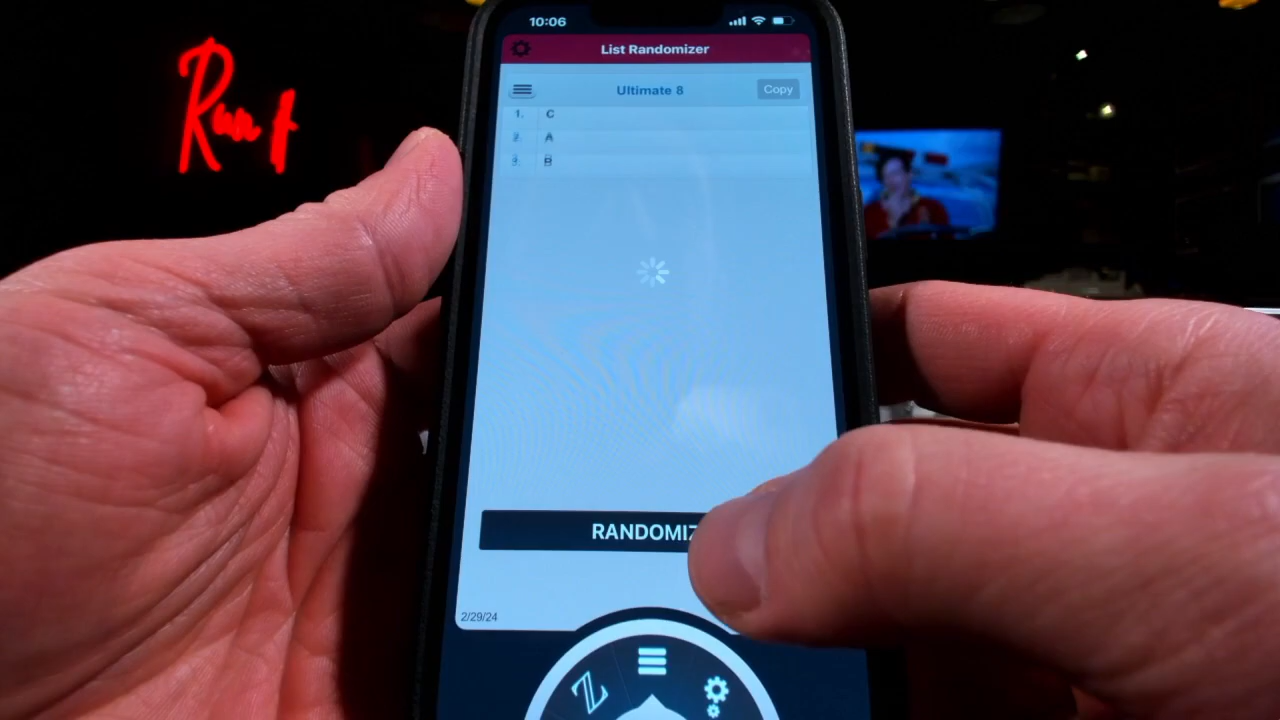 10:06
List Randomizer
Ultimate 8
Copy
1. C
2. A
3. B
RANDOMIZ
2/29/24